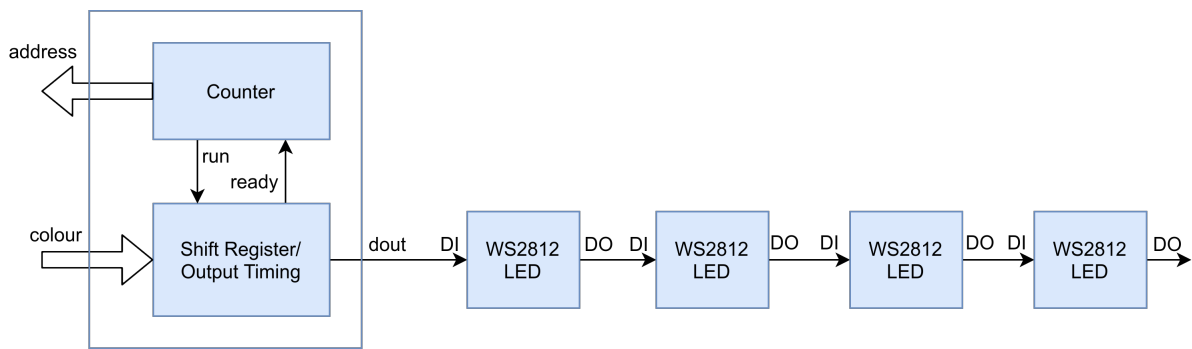 address
Counter
run
ready
colour
Shift Register/
Output Timing
dout
DI
WS2812
LED
DO
DI
WS2812
LED
DO
DI
WS2812
LED
DO
DI
WS2812
LED
DO